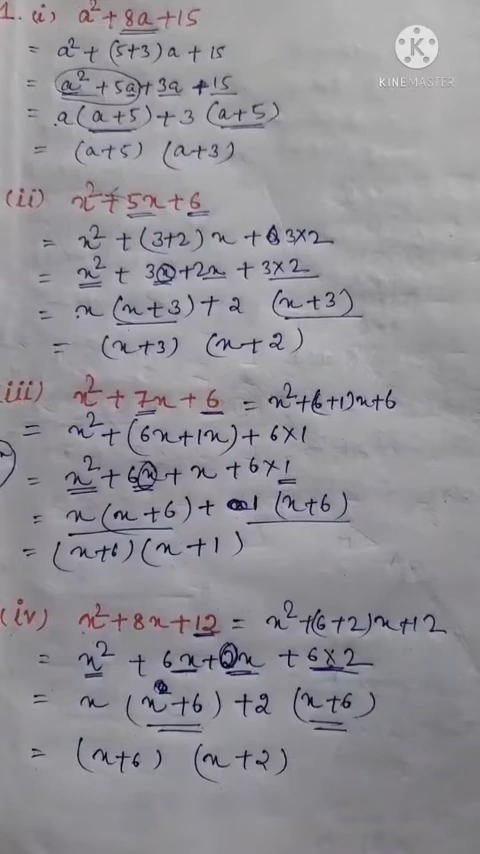 1. (i) a² + 8a + 15
= a² + (5+3)a + 15
= a² + 5a + 3a + 15
= a(a+5) + 3 (a+5)
= (a+5) (a+3)
(ii) x² + 5x + 6
= x² + (3+2)x + 3×2
= x² + 3x + 2x + 3×2
= x (x+3) + 2 (x+3)
= (x+3) (x+2)
iii) x² + 7x + 6 = x² + (6+1)x + 6
= x² + (6x + 1x) + 6×1
= x² + 6x + x + 6×1
= x(x+6) + 1 (x+6)
= (x+6) (x+1)
(iv) x² + 8x + 12 = x² + (6+2)x + 12
= x² + 6x + 2x + 6×2
= x (x+6) + 2 (x+6)
= (x+6) (x+2)
KINEMASTER